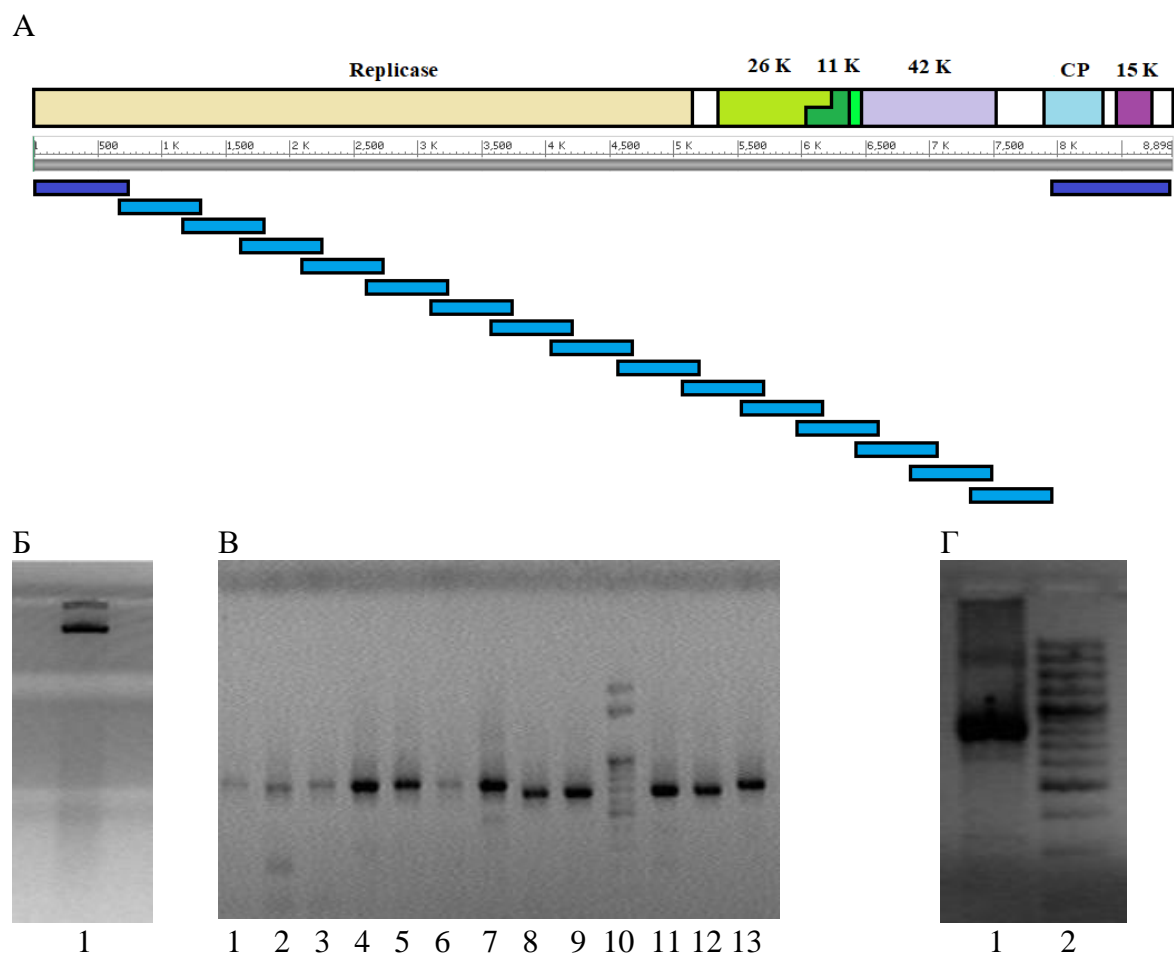 А
Replicase 26 K 11 K 42 K CP 15 K
1 500 1 K 1,500 2 K 2,500 3 K 3,500 4 K 4,500 5 K 5,500 6 K 6,500 7 K 7,500 8 K 8,898
Б В Г
1 1 2 3 4 5 6 7 8 9 10 11 12 13 1 2